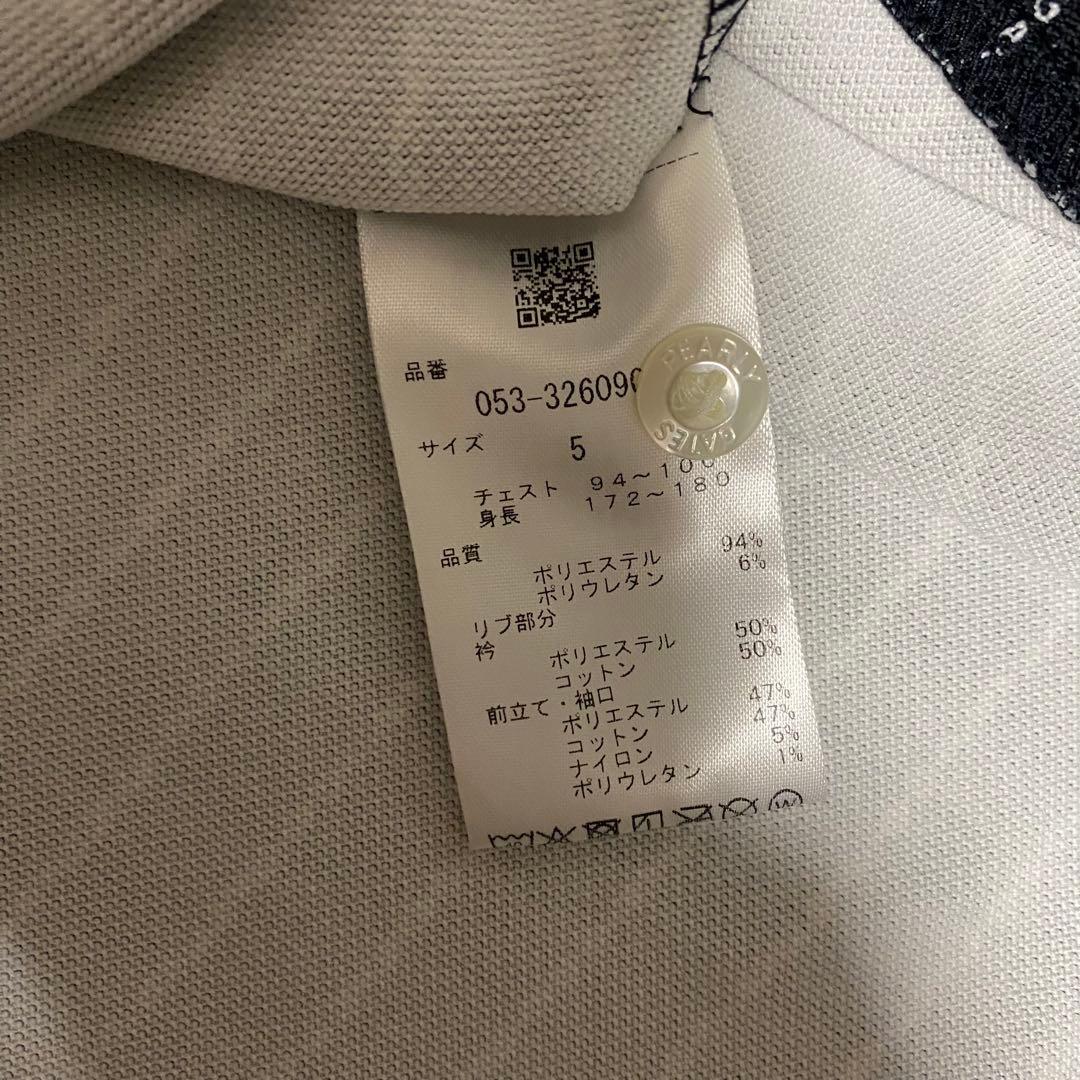 品番
053-326090
PEARLY
GATES
サイズ 5
チェスト 94～100
身長 172～180
品質
ポリエステル 94%
ポリウレタン 6%
リブ部分
衿
ポリエステル 50%
コットン 50%
前立て・袖口
ポリエステル 47%
コットン 47%
ナイロン 5%
ポリウレタン 1%
W